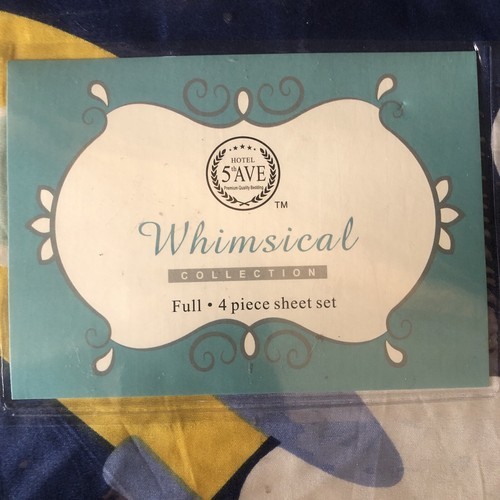 HOTEL
5th AVE
Premium Quality Bedding
TM
Whimsical
COLLECTION
Full • 4 piece sheet set